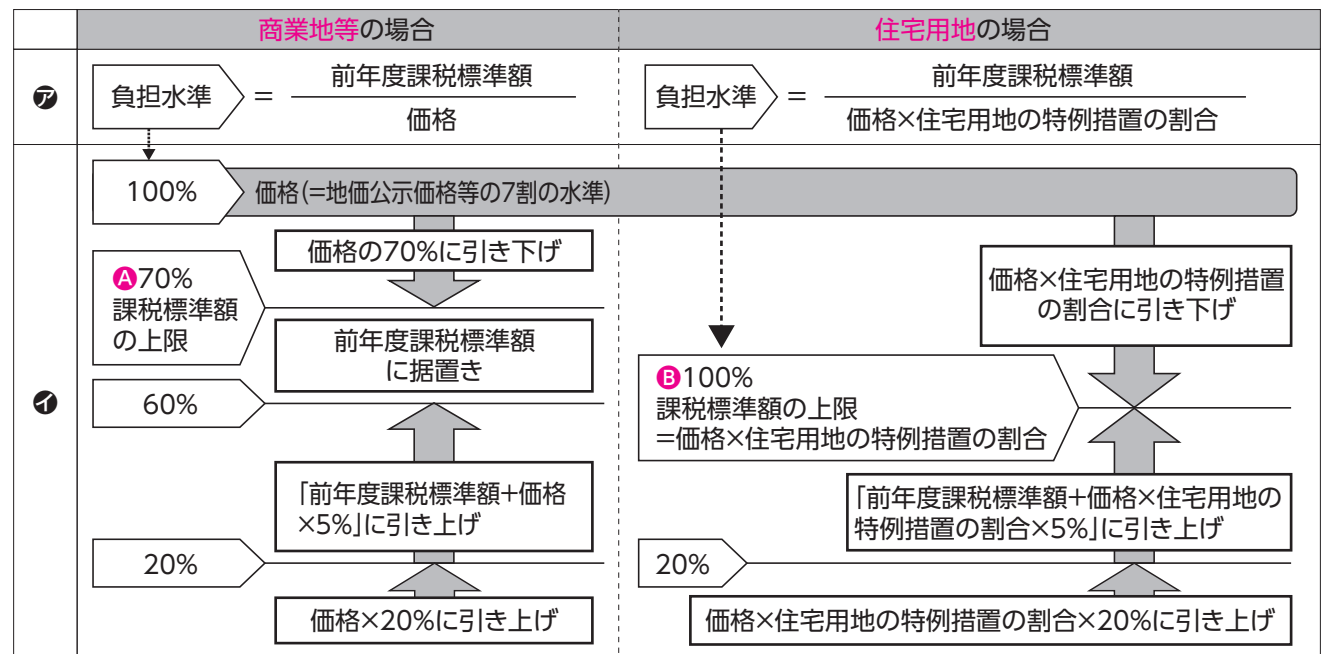 商業地等の場合
住宅用地の場合
ア
負担水準
=
前年度課税標準額
価格
負担水準
=
前年度課税標準額
価格×住宅用地の特例措置の割合
イ
100%
価格(=地価公示価格等の7割の水準)
価格の70%に引き下げ
A70%
課税標準額
の上限
前年度課税標準額
に据置き
60%
「前年度課税標準額+価格
×5%」に引き上げ
20%
価格×20%に引き上げ
価格×住宅用地の特例措置
の割合に引き下げ
B100%
課税標準額の上限
=価格×住宅用地の特例措置の割合
「前年度課税標準額+価格×住宅用地の
特例措置の割合×5%」に引き上げ
20%
価格×住宅用地の特例措置の割合×20%に引き上げ